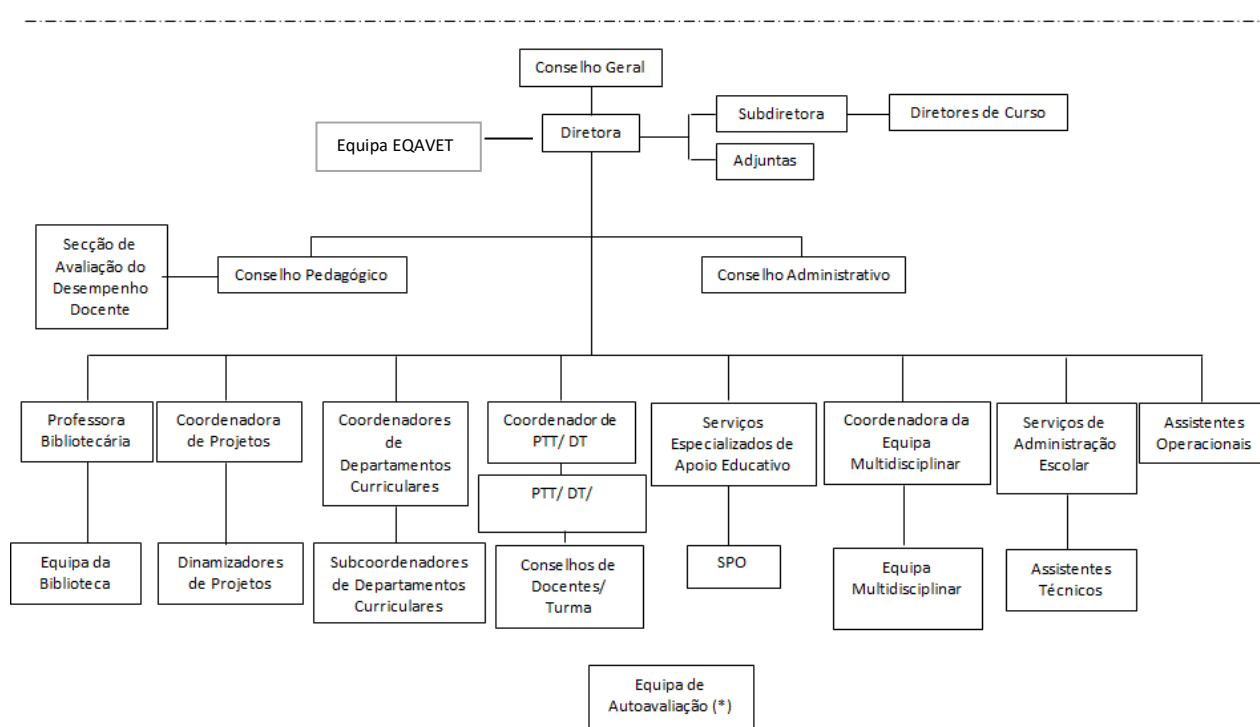 Conselho Geral
Equipa EQAVET
Diretora
Subdiretora
Diretores de Curso
Adjuntas
Secção de
Avaliação do
Desempenho
Docente
Conselho Pedagógico
Conselho Administrativo
Professora
Bibliotecária
Coordenadora
de Projetos
Coordenadores
de
Departamentos
Curriculares
Coordenador de
PTT/ DT
Serviços
Especializados de
Apoio Educativo
Coordenadora da
Equipa
Multidisciplinar
Serviços de
Administração
Escolar
Assistentes
Operacionais
PTT/ DT/
Equipa da
Biblioteca
Dinamizadores
de Projetos
Subcoordenadores
de Departamentos
Curriculares
Conselhos de
Docentes/
Turma
SPO
Equipa
Multidisciplinar
Assistentes
Técnicos
Equipa de
Autoavaliação (*)